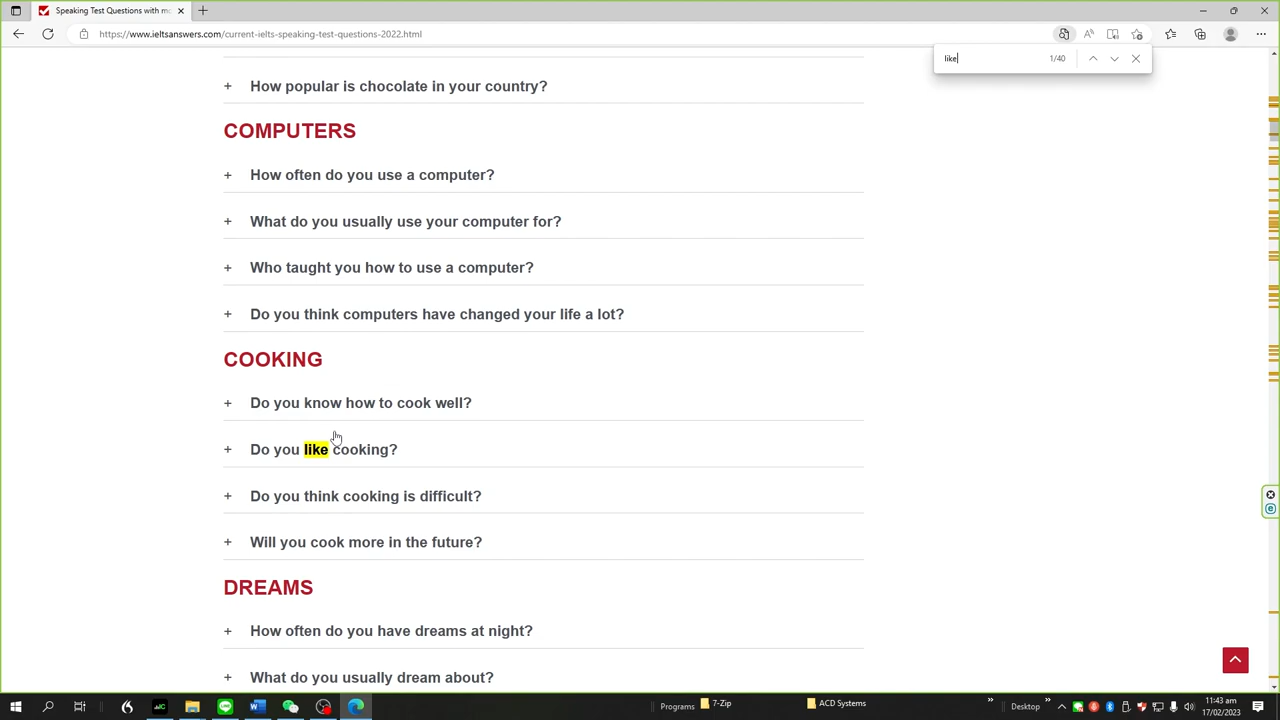 Speaking Test Questions with mo
https://www.ieltsanswers.com/current-ielts-speaking-test-questions-2022.html
like
1/40
+ How popular is chocolate in your country?
COMPUTERS
+ How often do you use a computer?
+ What do you usually use your computer for?
+ Who taught you how to use a computer?
+ Do you think computers have changed your life a lot?
COOKING
+ Do you know how to cook well?
+ Do you like cooking?
+ Do you think cooking is difficult?
+ Will you cook more in the future?
DREAMS
+ How often do you have dreams at night?
+ What do you usually dream about?
Programs
7-Zip
ACD Systems
Desktop
11:43 am
17/02/2023